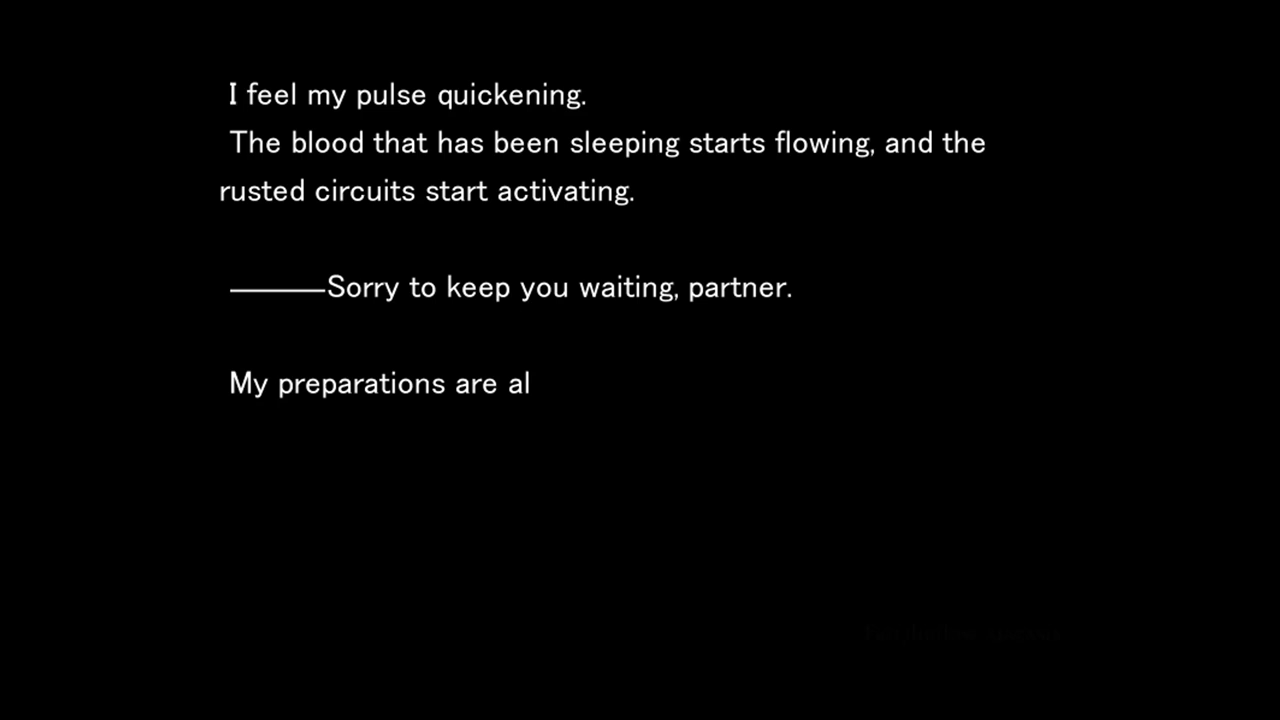 I feel my pulse quickening.
The blood that has been sleeping starts flowing, and the
rusted circuits start activating.
———Sorry to keep you waiting, partner.
My preparations are al